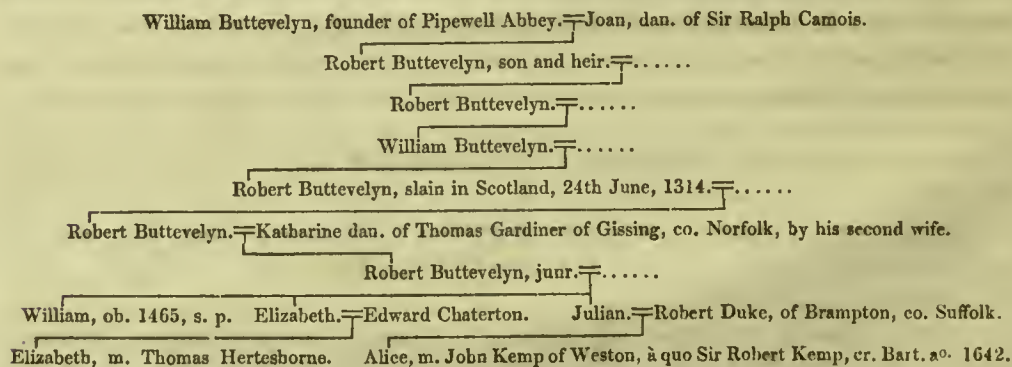 William Buttevelyn, founder of Pipewell Abbey.=Joan, dan. of Sir Ralph Camois.
Robert Buttevelyn, son and heir.=......
Robert Bnttevelyn.=......
William Buttevelyn.=......
Robert Buttevelyn, slain in Scotland, 24th June, 1314.=......
Robert Buttevelyn.=Katharine dan. of Thomas Gardiner of Gissing, co. Norfolk, by his second wife.
Robert Buttevelyn, junr.=......
William, ob. 1465, s. p. Elizabeth.=Edward Chaterton. Julian.=Robert Duke, of Brampton, co. Suffolk.
Elizabeth, m. Thomas Hertesborne. Alice, m. John Kemp of Weston, à quo Sir Robert Kemp, cr. Bart. ao. 1642.